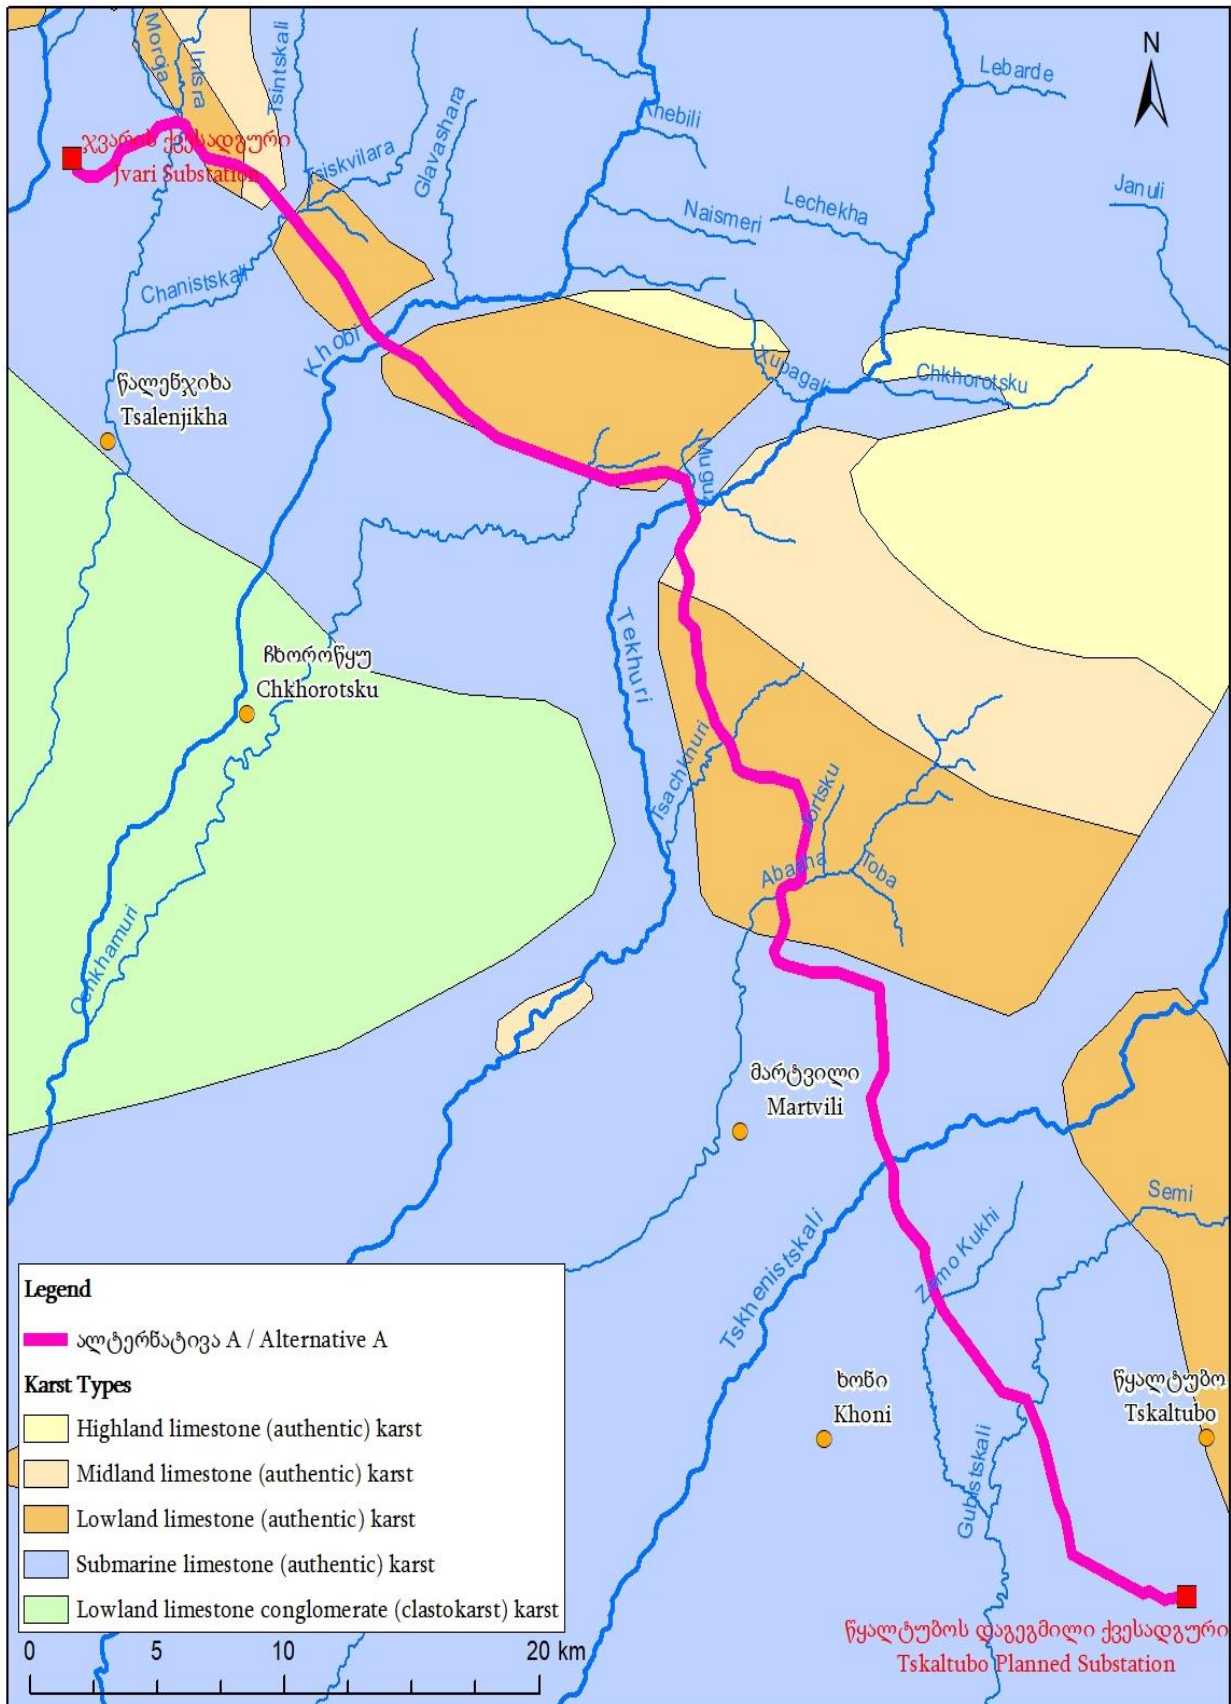 N
Moroja
Intsra
Tsintskali
Lebarde
Khebili
ჯვარის ქვესადგური
Jvari Substation
Tsiskvilara
Glavashara
Januli
Lechekha
Naismeri
Chanistskali
Khobi
Xupagali
Chkhorotsku
წალენჯიხა
Tsalenjikha
Tekhuri
ჩხოროწყუ
Chkhorotsku
Tsachkhuri
Abasha
Toba
მარტვილი
Martvili
Semi
Zemo Kukhi
Tskhenistskali
ხონი
Khoni
წყალტუბო
Tskaltubo
Gubistskali
Legend
ალტერნატივა A / Alternative A
Karst Types
Highland limestone (authentic) karst
Midland limestone (authentic) karst
Lowland limestone (authentic) karst
Submarine limestone (authentic) karst
Lowland limestone conglomerate (clastokarst) karst
0 5 10 20 km
წყალტუბოს დაგეგმილი ქვესადგური
Tskaltubo Planned Substation